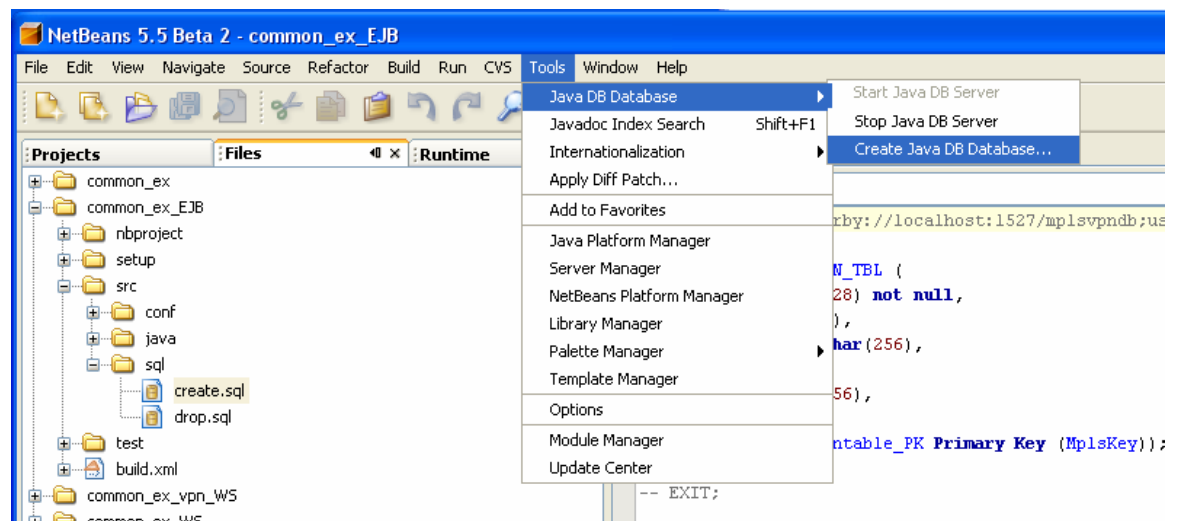 NetBeans 5.5 Beta 2 - common_ex_EJB
File Edit View Navigate Source Refactor Build Run CVS Tools Window Help
Projects Files Runtime
common_ex
common_ex_EJB
nbproject
setup
src
conf
java
sql
create.sql
drop.sql
test
build.xml
common_ex_vpn_WS
common_ex_WS
Java DB Database
Javadoc Index Search Shift+F1
Internationalization
Apply Diff Patch...
Add to Favorites
Java Platform Manager
Server Manager
NetBeans Platform Manager
Library Manager
Palette Manager
Template Manager
Options
Module Manager
Update Center
Start Java DB Server
Stop Java DB Server
Create Java DB Database...
rby://localhost:1527/mplsvpndb;us
N_TBL (
28) not null,
),
har(256),
56),
ntable_PK Primary Key (MplsKey));
-- EXIT;